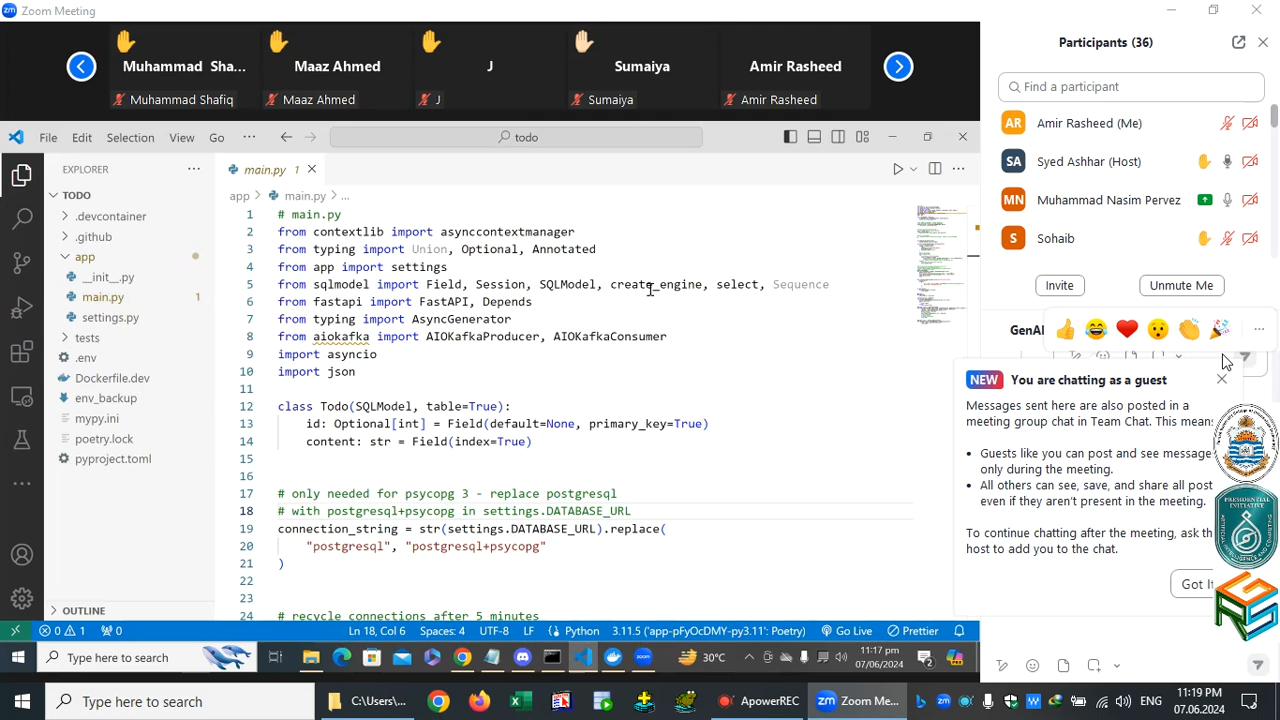 Zoom Meeting
Muhammad Sha...
Maaz Ahmed
J
Sumaiya
Amir Rasheed
Muhammad Shafiq
Maaz Ahmed
J
Sumaiya
Amir Rasheed
Participants (36)
Find a participant
AR Amir Rasheed (Me)
SA Syed Ashhar (Host)
MN Muhammad Nasim Pervez
S Sohaib
Invite
Unmute Me
GenAI
NEW You are chatting as a guest
Messages sent here are also posted in a
meeting group chat in Team Chat. This means
Guests like you can post and see message
only during the meeting.
All others can see, save, and share all post
even if they aren't present in the meeting.
To continue chatting after the meeting, ask the
host to add you to the chat.
Got It
PRESIDENTIAL
INITIATIVE
File Edit Selection View Go ...
todo
EXPLORER ...
TODO
.devcontainer
.github
app
__init__.py
main.py 1
settings.py
tests
.env
Dockerfile.dev
env_backup
mypy.ini
poetry.lock
pyproject.toml
OUTLINE
main.py 1
app > main.py > ...
1 # main.py
2 from contextlib import asynccontextmanager
3 from typing import Union, Optional, Annotated
4 from app import settings
5 from sqlmodel import Field, Session, SQLModel, create_engine, select, Sequence
6 from fastapi import FastAPI, Depends
7 from typing import AsyncGenerator
8 from aiokafka import AIOKafkaProducer, AIOKafkaConsumer
9 import asyncio
10 import json
11
12 class Todo(SQLModel, table=True):
13 id: Optional[int] = Field(default=None, primary_key=True)
14 content: str = Field(index=True)
15
16
17 # only needed for psycopg 3 - replace postgresql
18 # with postgresql+psycopg in settings.DATABASE_URL
19 connection_string = str(settings.DATABASE_URL).replace(
20 "postgresql", "postgresql+psycopg"
21 )
22
23
24 # recycle connections after 5 minutes
0 1 0 Ln 18, Col 6 Spaces: 4 UTF-8 LF Python 3.11.5 ('app-pFyOcDMY-py3.11': Poetry) Go Live Prettier
Type here to search
30°C
11:17 pm
07/06/2024
2
Type here to search
C:\Users\...
ApowerREC
Zoom Me...
ENG
11:19 PM
07.06.2024